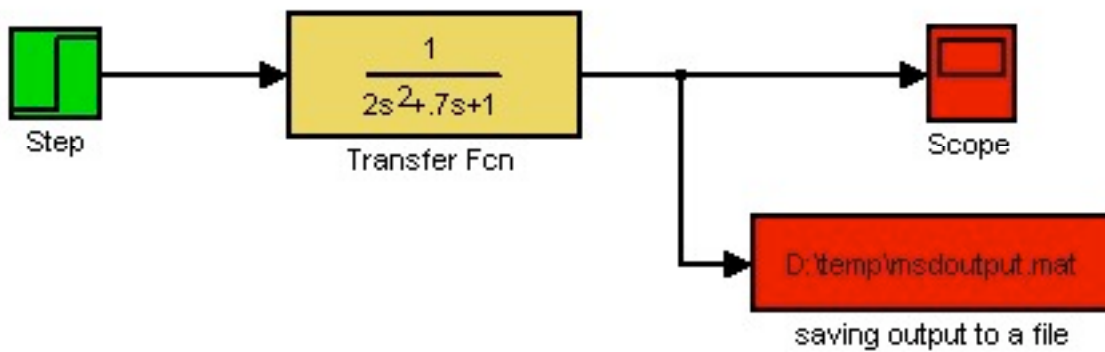 1
2s2+.7s+1
Step
Transfer Fcn
Scope
D:\temp\msdoutput.mat
saving output to a file